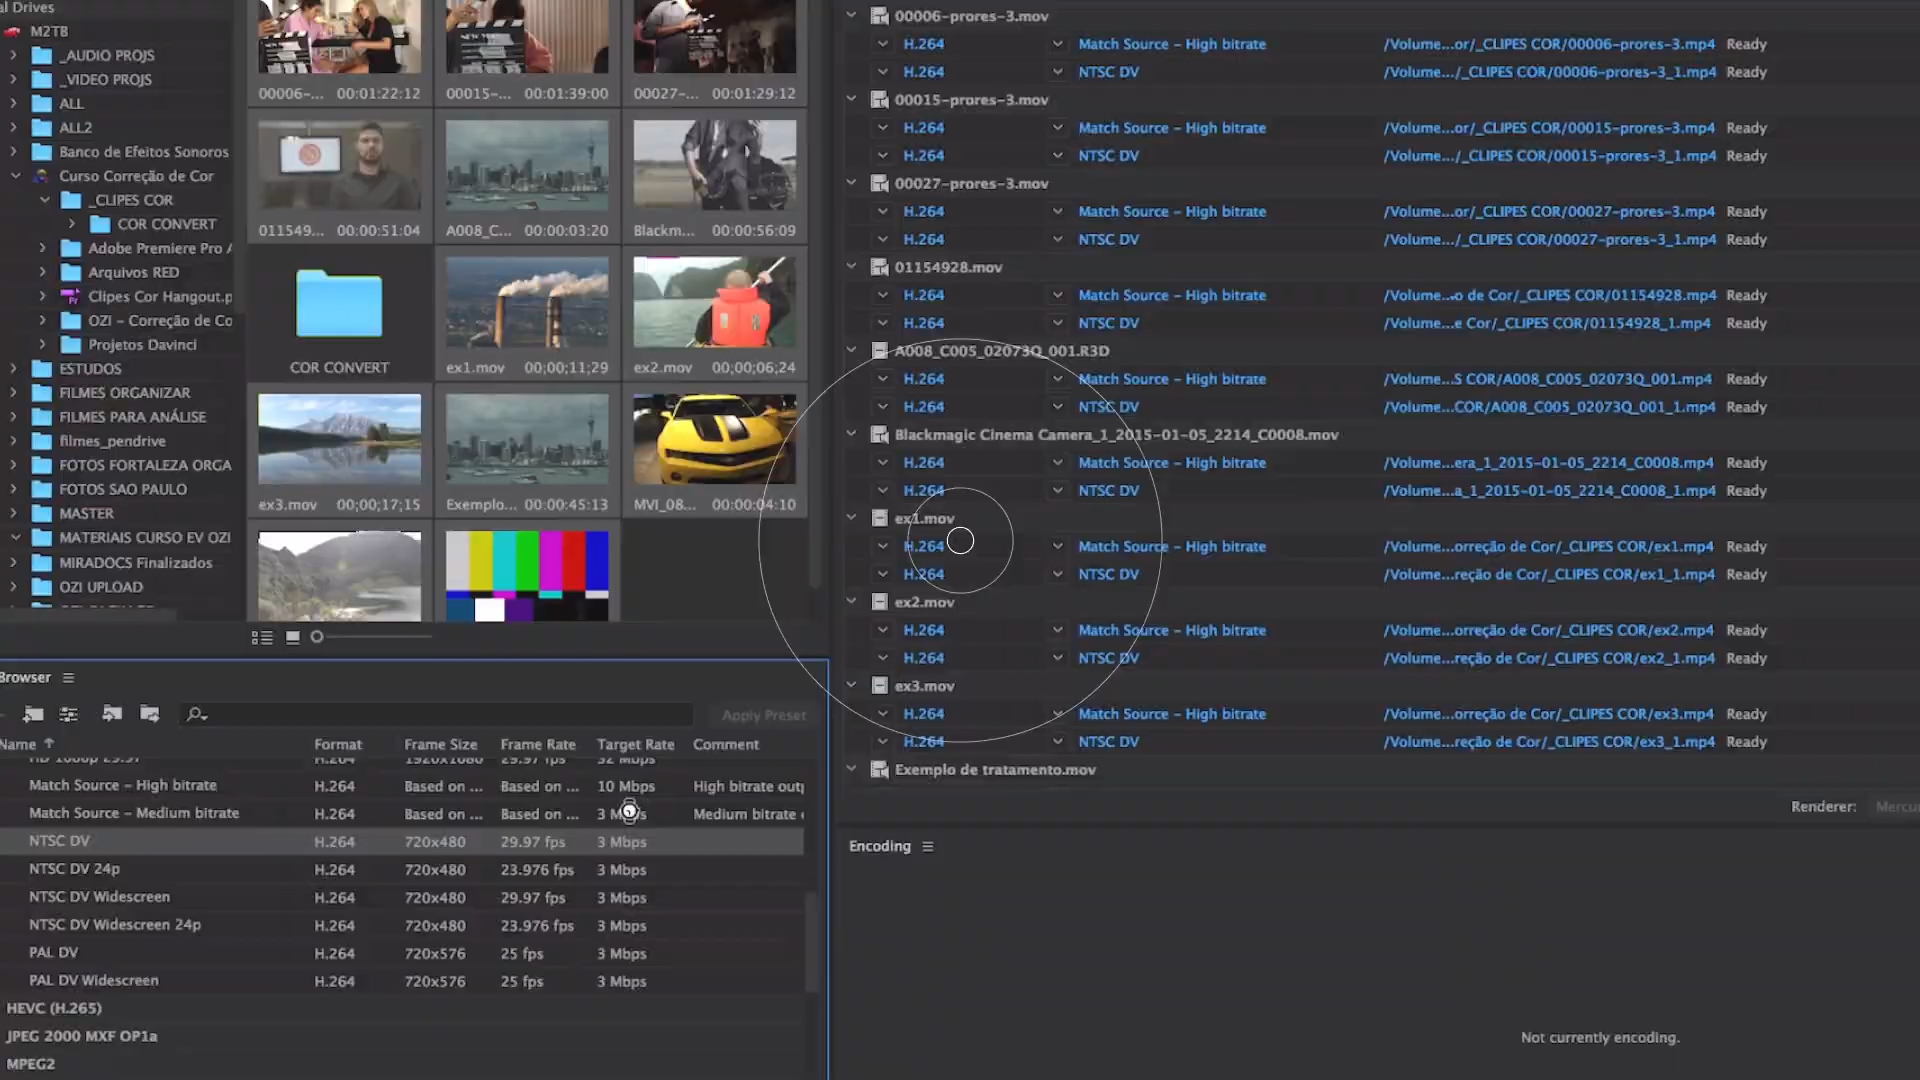 al Drives
M2TB
_AUDIO PROJS
_VIDEO PROJS
ALL
ALL2
Banco de Efeitos Sonoros
Curso Correção de Cor
_CLIPES COR
COR CONVERT
Adobe Premiere Pro A
Arquivos RED
Clipes Cor Hangout.p
OZI - Correção de Co
Projetos Davinci
ESTUDOS
FILMES ORGANIZAR
FILMES PARA ANÁLISE
filmes_pendrive
FOTOS FORTALEZA ORGA
FOTOS SAO PAULO
MASTER
MATERIAIS CURSO EV OZI
MIRADOCS Finalizados
OZI UPLOAD
00006-... 00:01:22:12
00015-... 00:01:39:00
00027-... 00:01:29:12
011549... 00:00:51:04
A008_C... 00:00:03:20
Blackm... 00:00:56:09
COR CONVERT
ex1.mov 00;00;11;29
ex2.mov 00;00;06;24
ex3.mov 00;00;17;15
Exemplo... 00:00:45:13
MVI_08... 00:00:04:10
Browser
Apply Preset
Name Format Frame Size Frame Rate Target Rate Comment
HD 1080p 29.97 H.264 1920x1080 29.97 fps 32 Mbps
Match Source - High bitrate H.264 Based on ... Based on ... 10 Mbps High bitrate outp
Match Source - Medium bitrate H.264 Based on ... Based on ... 3 Mbps Medium bitrate
NTSC DV H.264 720x480 29.97 fps 3 Mbps
NTSC DV 24p H.264 720x480 23.976 fps 3 Mbps
NTSC DV Widescreen H.264 720x480 29.97 fps 3 Mbps
NTSC DV Widescreen 24p H.264 720x480 23.976 fps 3 Mbps
PAL DV H.264 720x576 25 fps 3 Mbps
PAL DV Widescreen H.264 720x576 25 fps 3 Mbps
HEVC (H.265)
JPEG 2000 MXF OP1a
MPEG2
00006-prores-3.mov
H.264 Match Source - High bitrate /Volume...or/_CLIPES COR/00006-prores-3.mp4 Ready
H.264 NTSC DV /Volume.../_CLIPES COR/00006-prores-3_1.mp4 Ready
00015-prores-3.mov
H.264 Match Source - High bitrate /Volume...or/_CLIPES COR/00015-prores-3.mp4 Ready
H.264 NTSC DV /Volume.../_CLIPES COR/00015-prores-3_1.mp4 Ready
00027-prores-3.mov
H.264 Match Source - High bitrate /Volume...or/_CLIPES COR/00027-prores-3.mp4 Ready
H.264 NTSC DV /Volume.../_CLIPES COR/00027-prores-3_1.mp4 Ready
01154928.mov
H.264 Match Source - High bitrate /Volume...o de Cor/_CLIPES COR/01154928.mp4 Ready
H.264 NTSC DV /Volume...e Cor/_CLIPES COR/01154928_1.mp4 Ready
A008_C005_02073Q_001.R3D
H.264 Match Source - High bitrate /Volume...S COR/A008_C005_02073Q_001.mp4 Ready
H.264 NTSC DV /Volume...COR/A008_C005_02073Q_001_1.mp4 Ready
Blackmagic Cinema Camera_1_2015-01-05_2214_C0008.mov
H.264 Match Source - High bitrate /Volume...era_1_2015-01-05_2214_C0008.mp4 Ready
H.264 NTSC DV /Volume...a_1_2015-01-05_2214_C0008_1.mp4 Ready
ex1.mov
H.264 Match Source - High bitrate /Volume...orreção de Cor/_CLIPES COR/ex1.mp4 Ready
H.264 NTSC DV /Volume...reção de Cor/_CLIPES COR/ex1_1.mp4 Ready
ex2.mov
H.264 Match Source - High bitrate /Volume...orreção de Cor/_CLIPES COR/ex2.mp4 Ready
H.264 NTSC DV /Volume...reção de Cor/_CLIPES COR/ex2_1.mp4 Ready
ex3.mov
H.264 Match Source - High bitrate /Volume...orreção de Cor/_CLIPES COR/ex3.mp4 Ready
H.264 NTSC DV /Volume...reção de Cor/_CLIPES COR/ex3_1.mp4 Ready
Exemplo de tratamento.mov
Renderer: Mercu
Encoding
Not currently encoding.